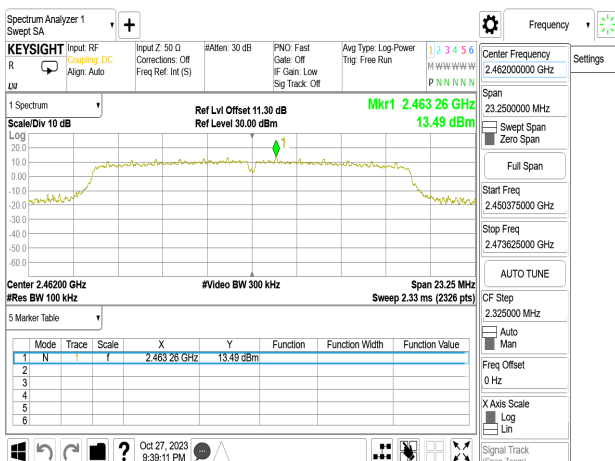 Spectrum Analyzer 1
Swept SA
Frequency
KEYSIGHT
R
LXI
Input: RF
Coupling: DC
Align: Auto
Input Z: 50 Ω
Corrections: Off
Freq Ref: Int (S)
#Atten: 30 dB
PNO: Fast
Gate: Off
IF Gain: Low
Sig Track: Off
Avg Type: Log-Power
Trig: Free Run
1 2 3 4 5 6
M W W W W W
P N N N N N
1 Spectrum
Scale/Div 10 dB
Ref Lvl Offset 11.30 dB
Ref Level 30.00 dBm
Mkr1 2.463 26 GHz
13.49 dBm
Log
20.0
10.0
0.00
-10.0
-20.0
-30.0
-40.0
-50.0
-60.0
1
Center 2.46200 GHz
#Res BW 100 kHz
#Video BW 300 kHz
Span 23.25 MHz
Sweep 2.33 ms (2326 pts)
5 Marker Table
Mode Trace Scale X Y Function Function Width Function Value
1 N 1 f 2.463 26 GHz 13.49 dBm
2
3
4
5
6
Oct 27, 2023
9:39:11 PM
Center Frequency
2.462000000 GHz
Settings
Span
23.2500000 MHz
Swept Span
Zero Span
Full Span
Start Freq
2.450375000 GHz
Stop Freq
2.473625000 GHz
AUTO TUNE
CF Step
2.325000 MHz
Auto
Man
Freq Offset
0 Hz
X Axis Scale
Log
Lin
Signal Track
(Span Zoom)